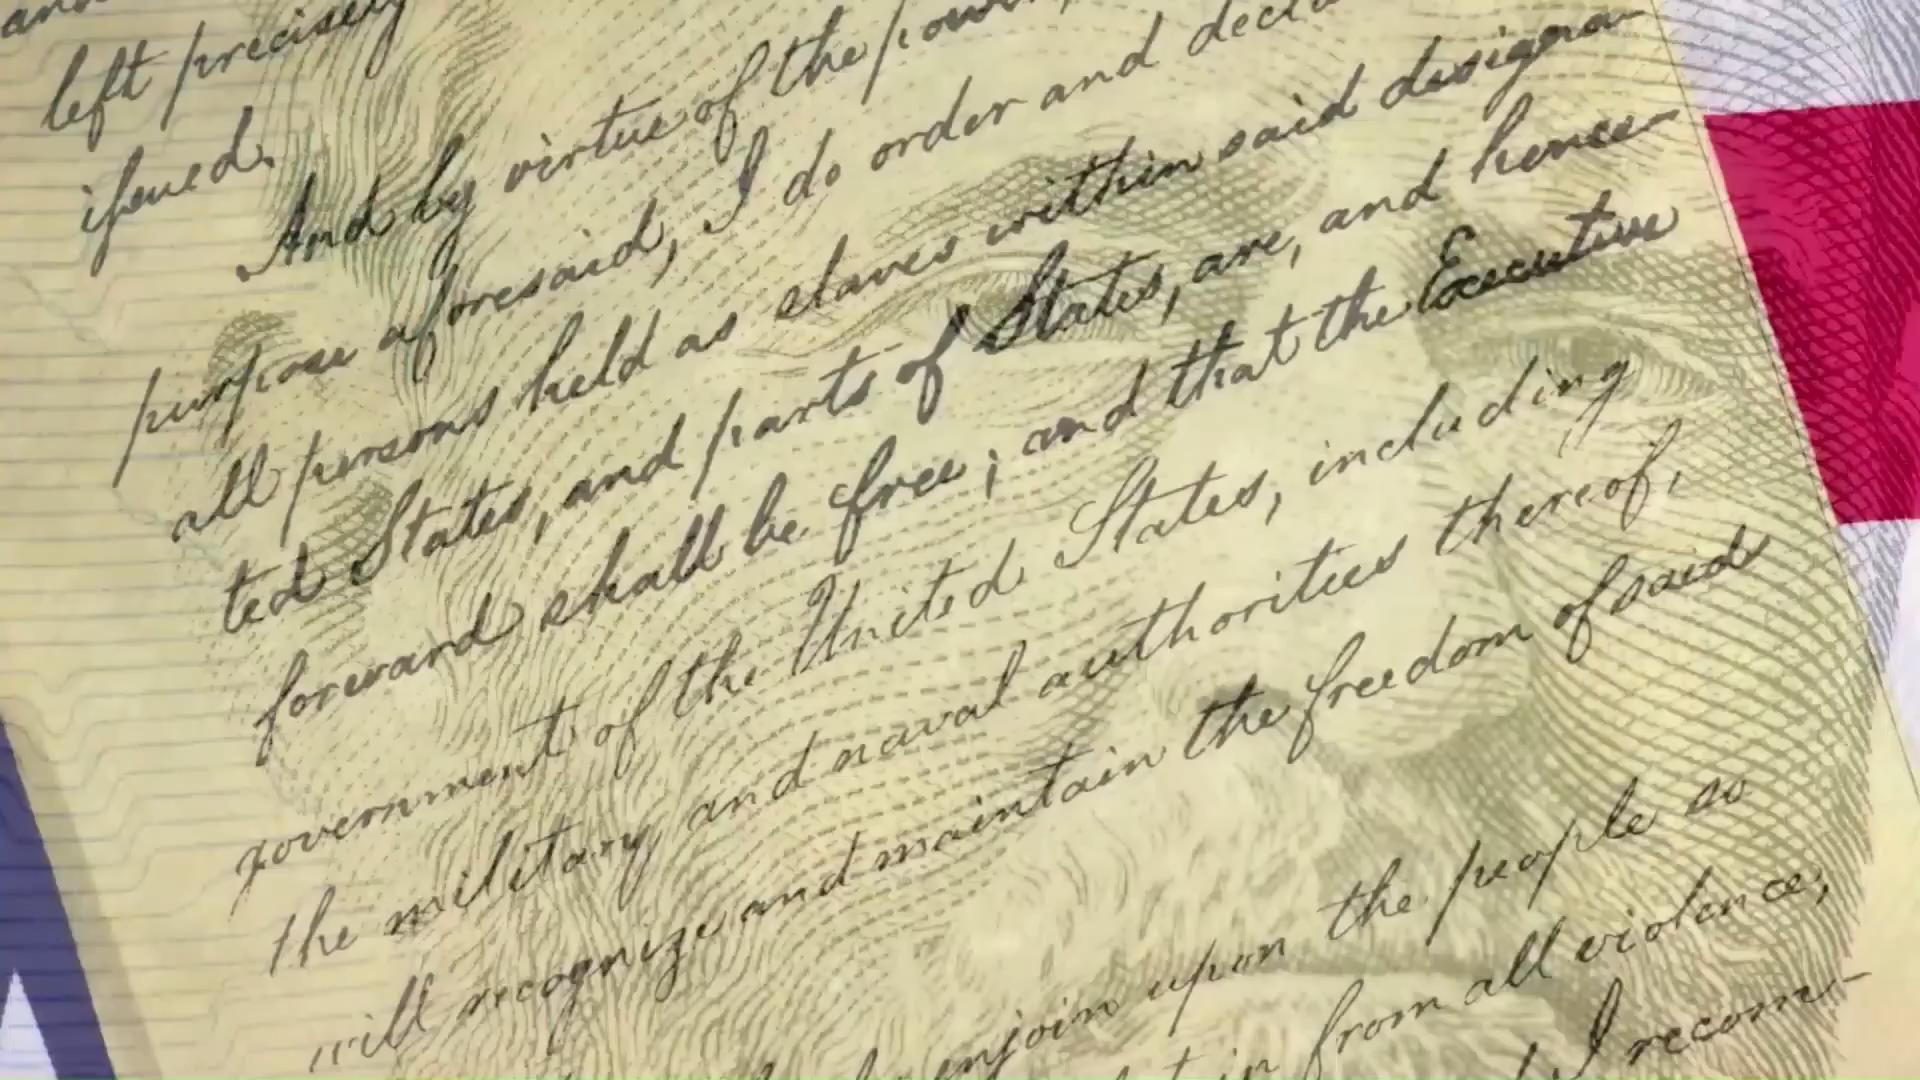 left precisely
And by virtue of the power,
purpose aforesaid, I do order and decla
all persons held as slaves within said designa-
ted States, and parts of States, are, and hence-
forward shall be free; and that the Executive
government of the United States, including
the military and naval authorities thereof,
will recognize and maintain the freedom of said
enjoin upon the people so
in from all violence,
I recom-